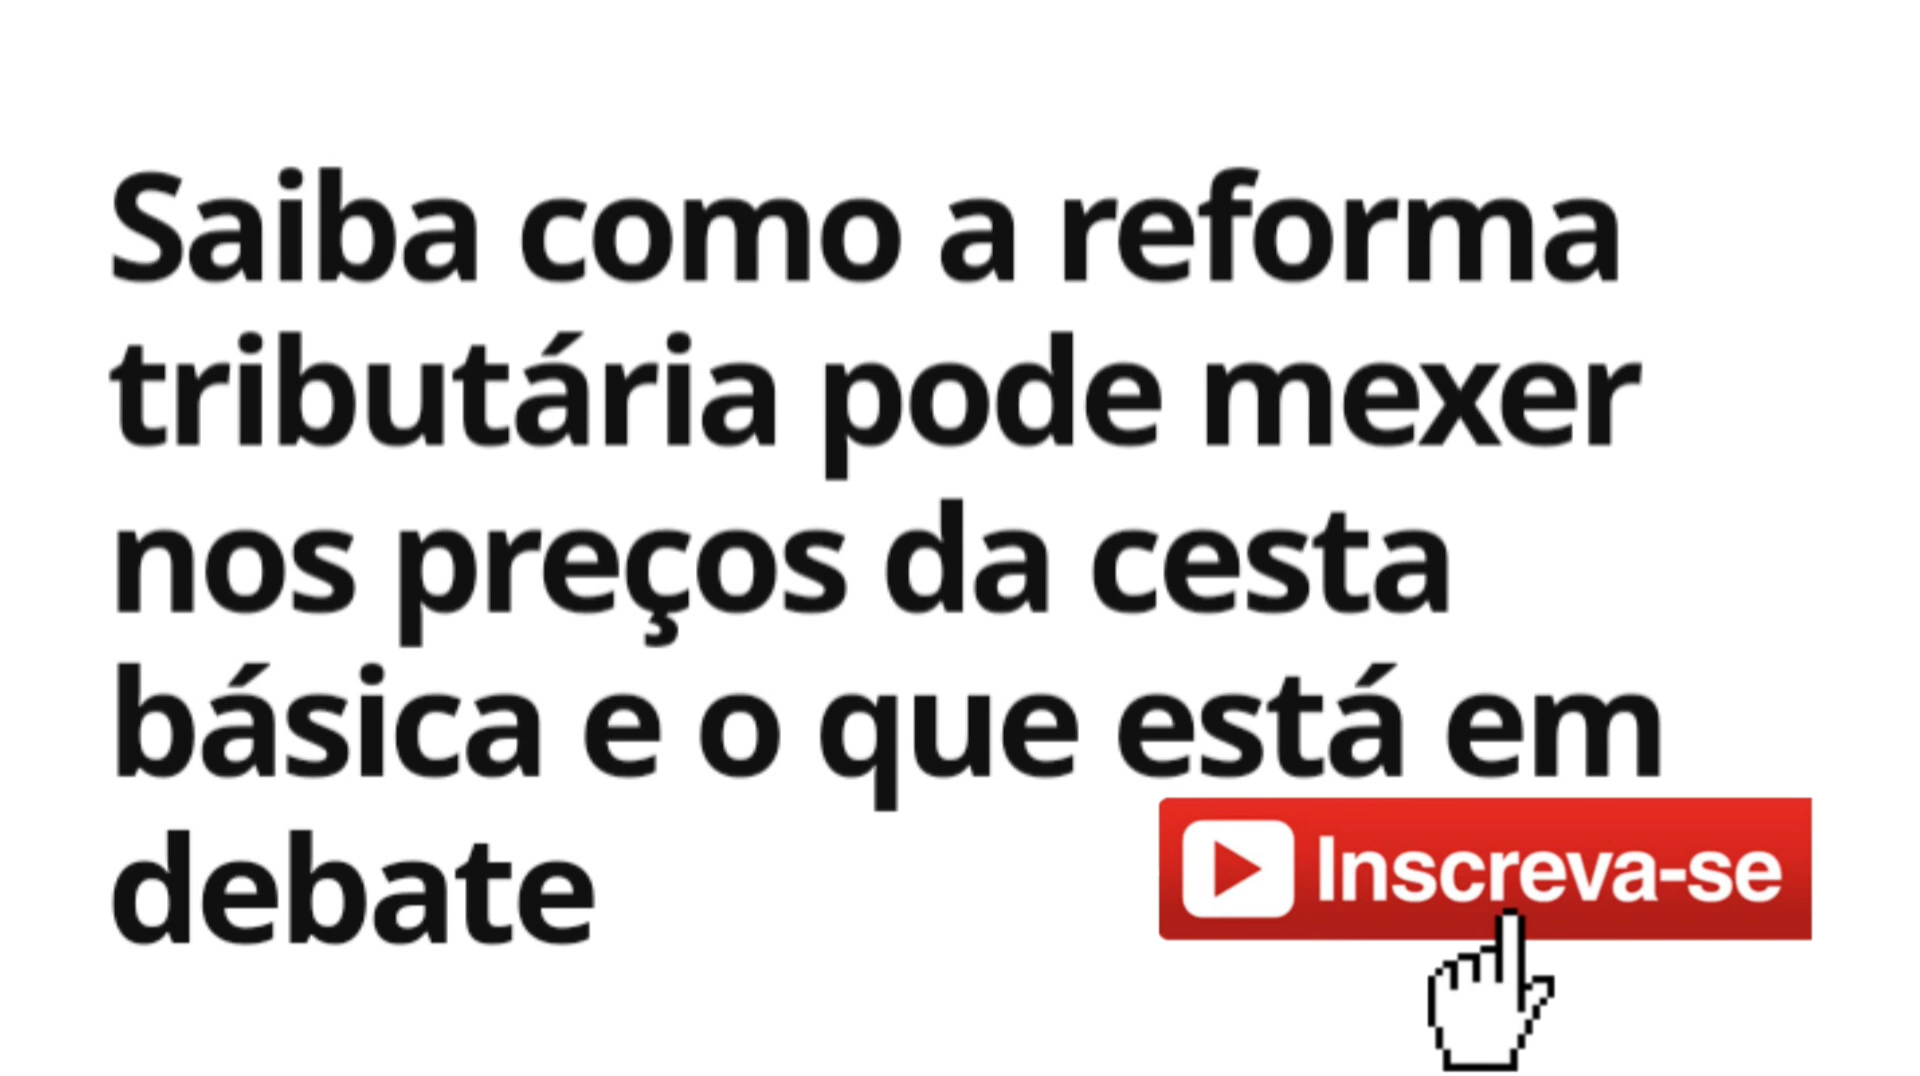 Saiba como a reforma
tributária pode mexer
nos preços da cesta
básica e o que está em
debate
Inscreva-se